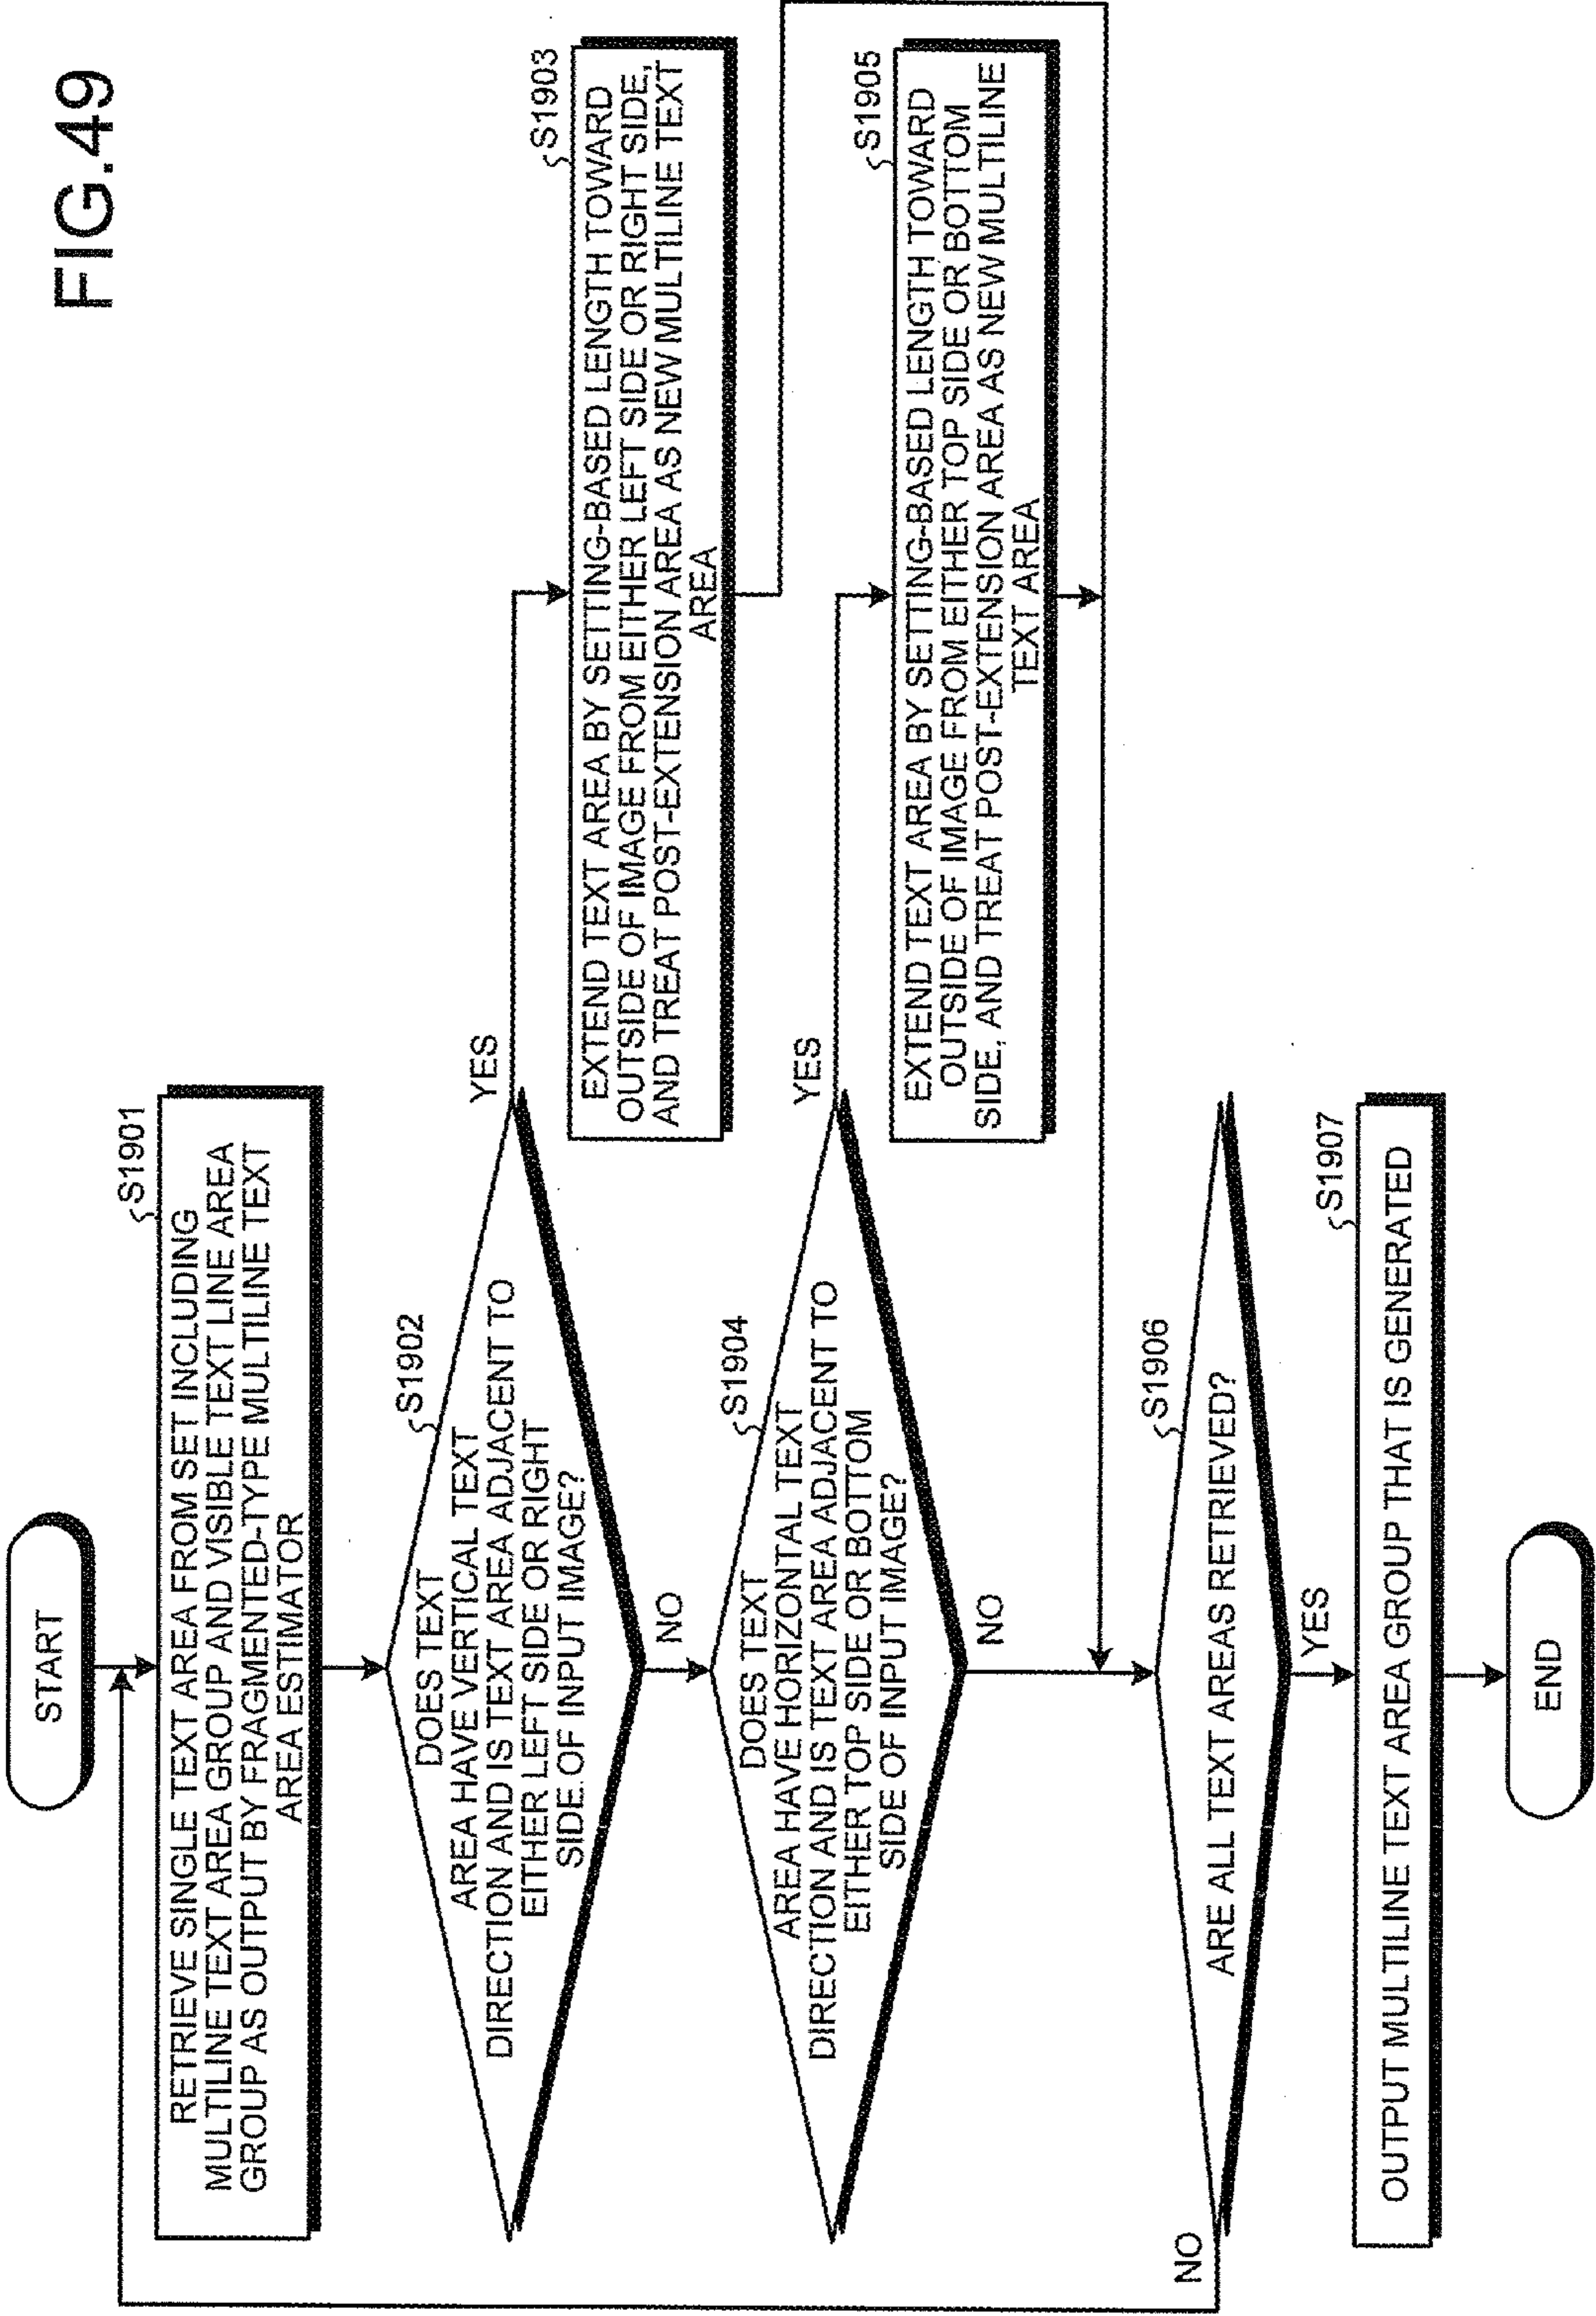 FIG.49
START
S1901
RETRIEVE SINGLE TEXT AREA FROM SET INCLUDING
MULTILINE TEXT AREA GROUP AND VISIBLE TEXT LINE AREA
GROUP AS OUTPUT BY FRAGMENTED-TYPE MULTILINE TEXT
AREA ESTIMATOR
S1902
DOES TEXT
AREA HAVE VERTICAL TEXT
DIRECTION AND IS TEXT AREA ADJACENT TO
EITHER LEFT SIDE OR RIGHT
SIDE OF INPUT IMAGE?
YES
NO
S1903
EXTEND TEXT AREA BY SETTING-BASED LENGTH TOWARD
OUTSIDE OF IMAGE FROM EITHER LEFT SIDE OR RIGHT SIDE,
AND TREAT POST-EXTENSION AREA AS NEW MULTILINE TEXT
AREA
S1904
DOES TEXT
AREA HAVE HORIZONTAL TEXT
DIRECTION AND IS TEXT AREA ADJACENT TO
EITHER TOP SIDE OR BOTTOM
SIDE OF INPUT IMAGE?
YES
NO
S1905
EXTEND TEXT AREA BY SETTING-BASED LENGTH TOWARD
OUTSIDE OF IMAGE FROM EITHER TOP SIDE OR BOTTOM
SIDE, AND TREAT POST-EXTENSION AREA AS NEW MULTILINE
TEXT AREA
S1906
ARE ALL TEXT AREAS RETRIEVED?
NO
YES
S1907
OUTPUT MULTILINE TEXT AREA GROUP THAT IS GENERATED
END